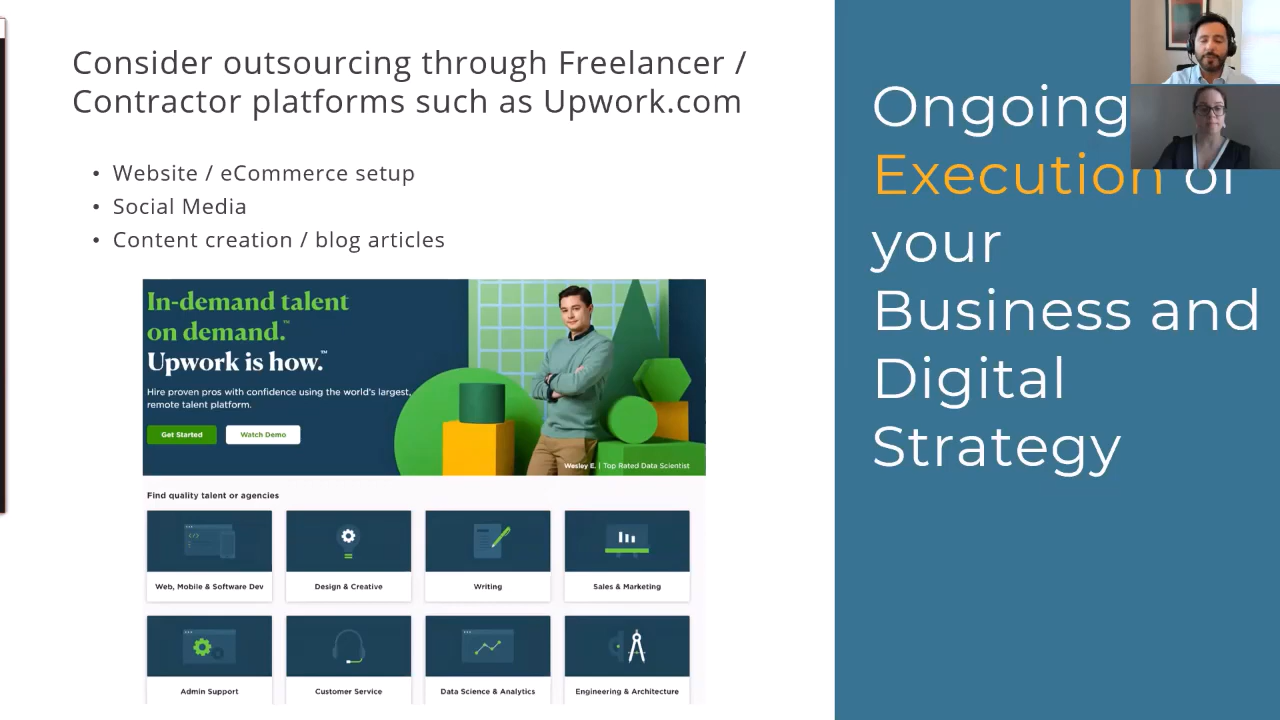 Consider outsourcing through Freelancer /
Contractor platforms such as Upwork.com
• Website / eCommerce setup
• Social Media
• Content creation / blog articles
In-demand talent
on demand.™
Upwork is how.™
Hire proven pros with confidence using the world's largest,
remote talent platform.
Get Started Watch Demo
Wesley E. | Top Rated Data Scientist
Find quality talent or agencies
Web, Mobile & Software Dev Design & Creative Writing Sales & Marketing
Admin Support Customer Service Data Science & Analytics Engineering & Architecture
Ongoing
Execution of
your
Business and
Digital
Strategy